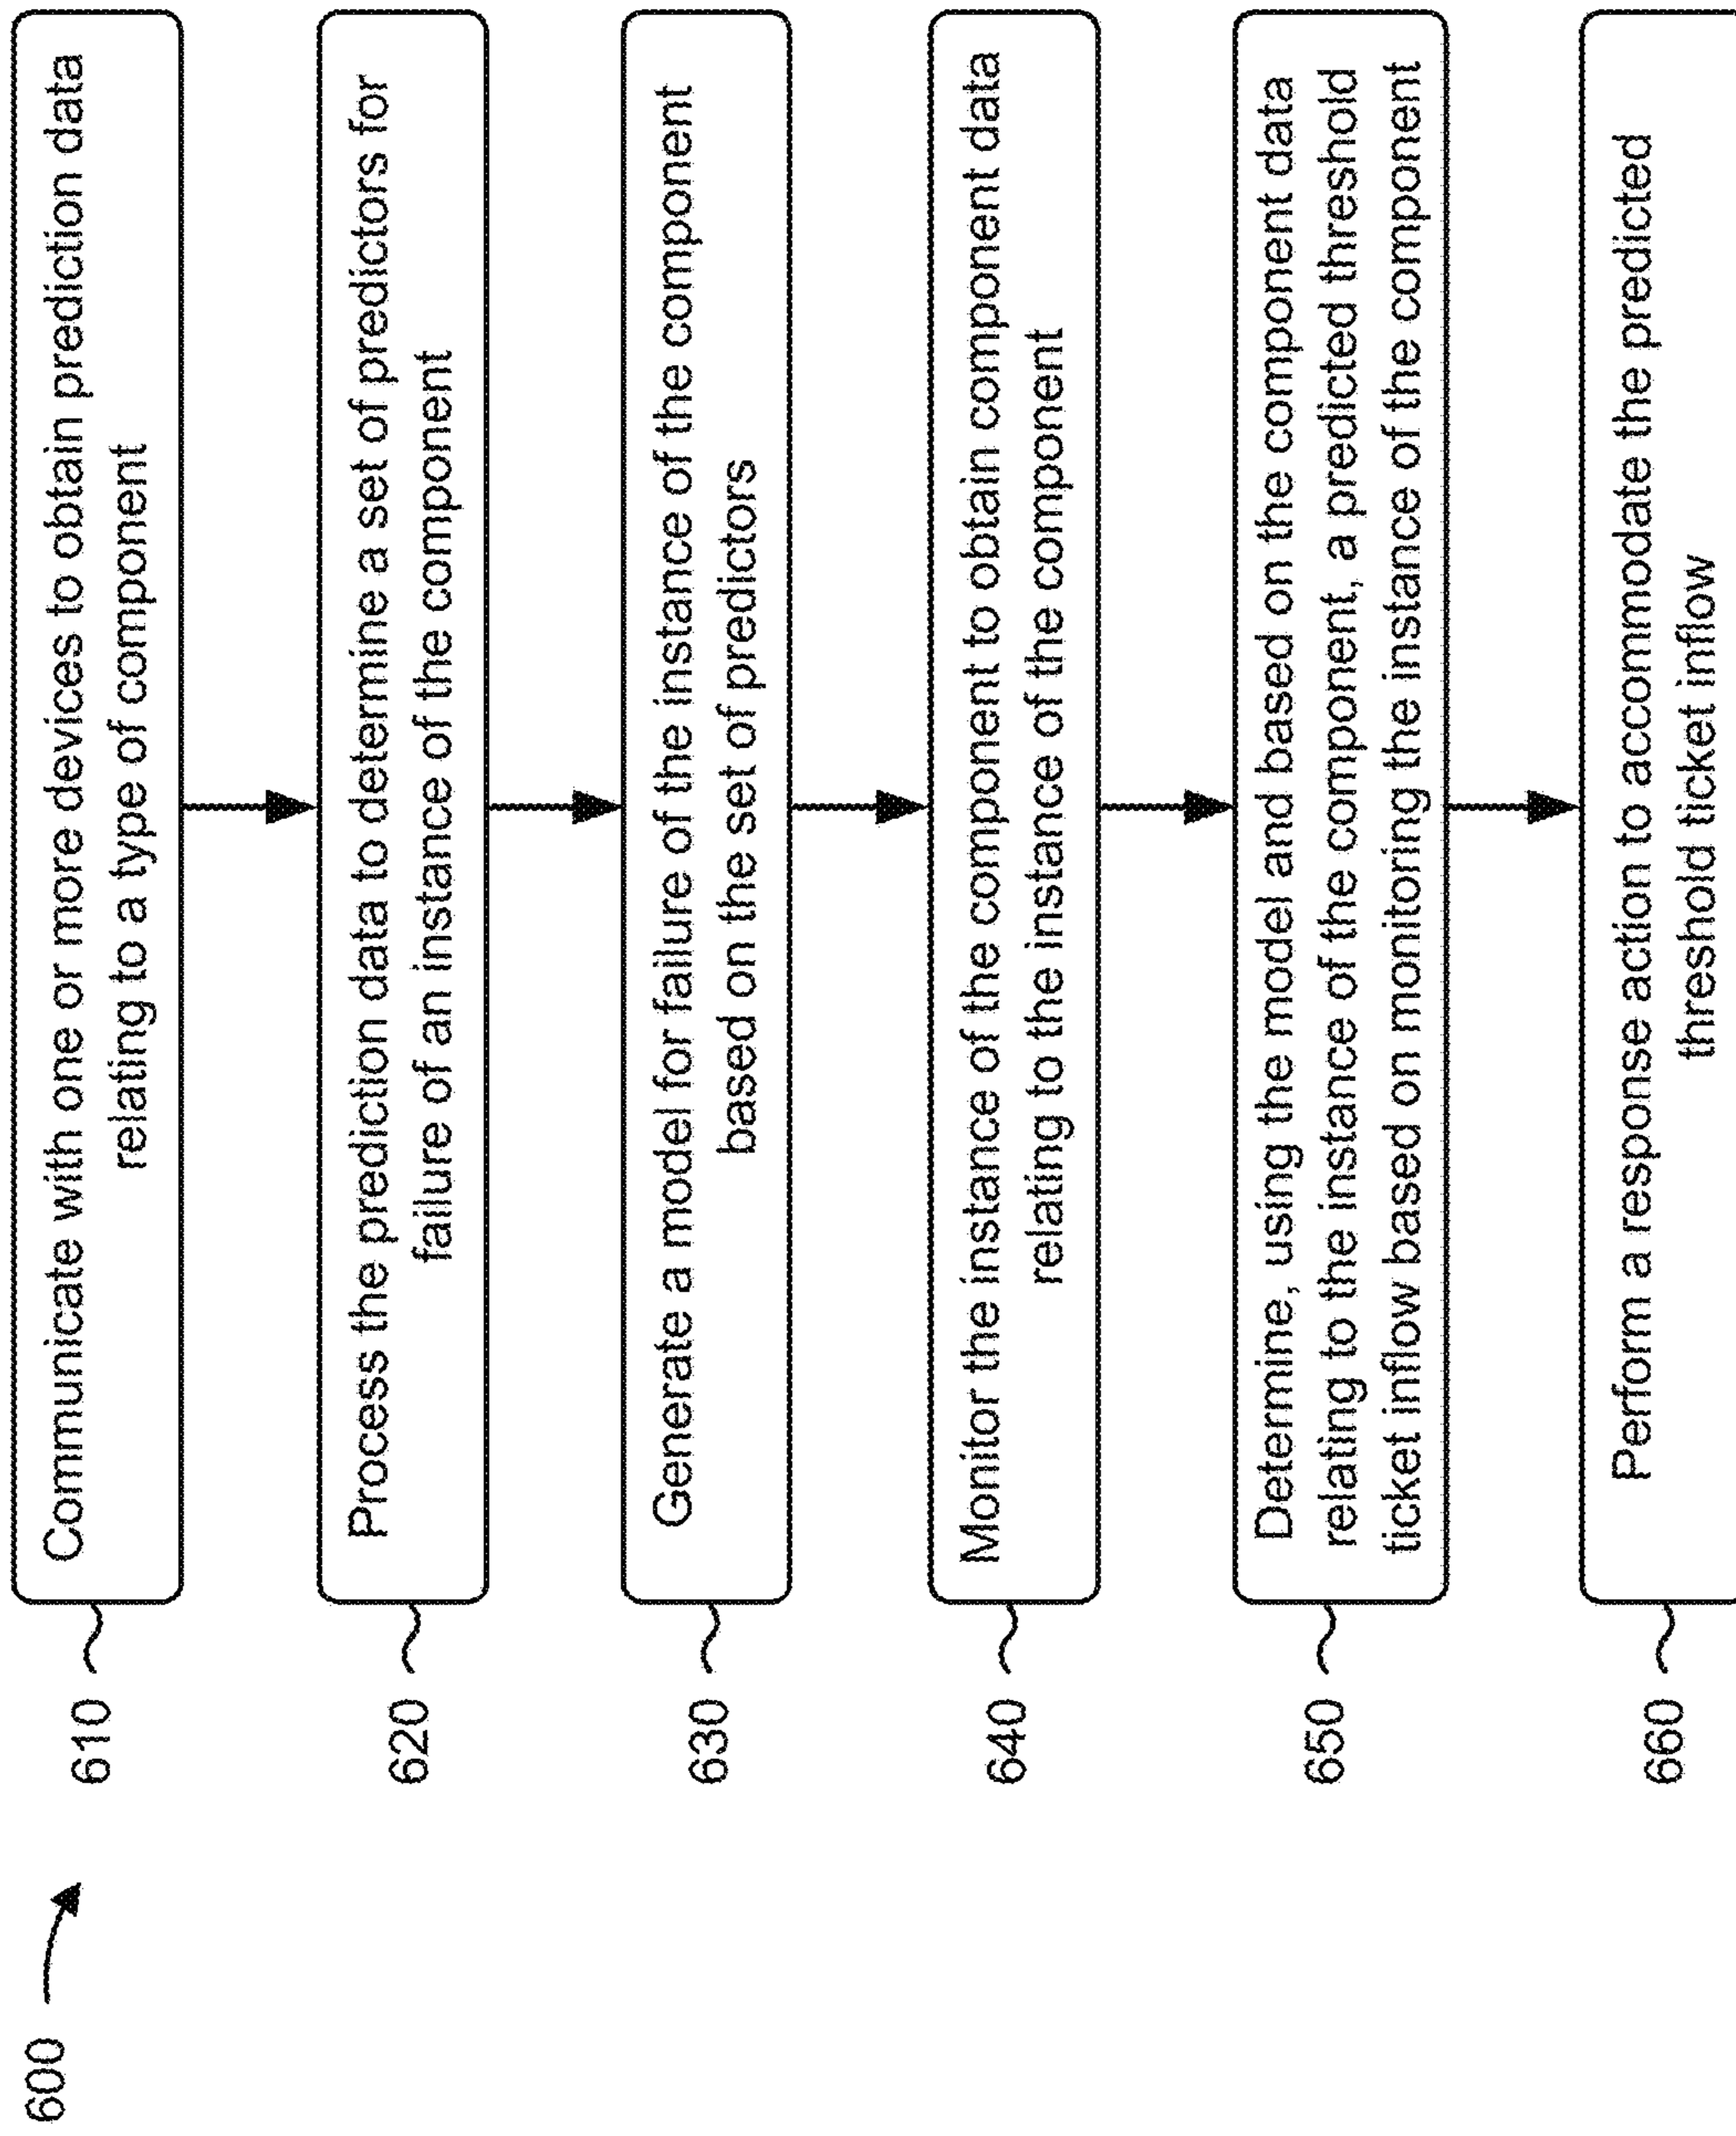 600
610
Communicate with one or more devices to obtain prediction data
relating to a type of component
620
Process the prediction data to determine a set of predictors for
failure of an instance of the component
630
Generate a model for failure of the instance of the component
based on the set of predictors
640
Monitor the instance of the component to obtain component data
relating to the instance of the component
650
Determine, using the model and based on the component data
relating to the instance of the component, a predicted threshold
ticket inflow based on monitoring the instance of the component
660
Perform a response action to accommodate the predicted
threshold ticket inflow